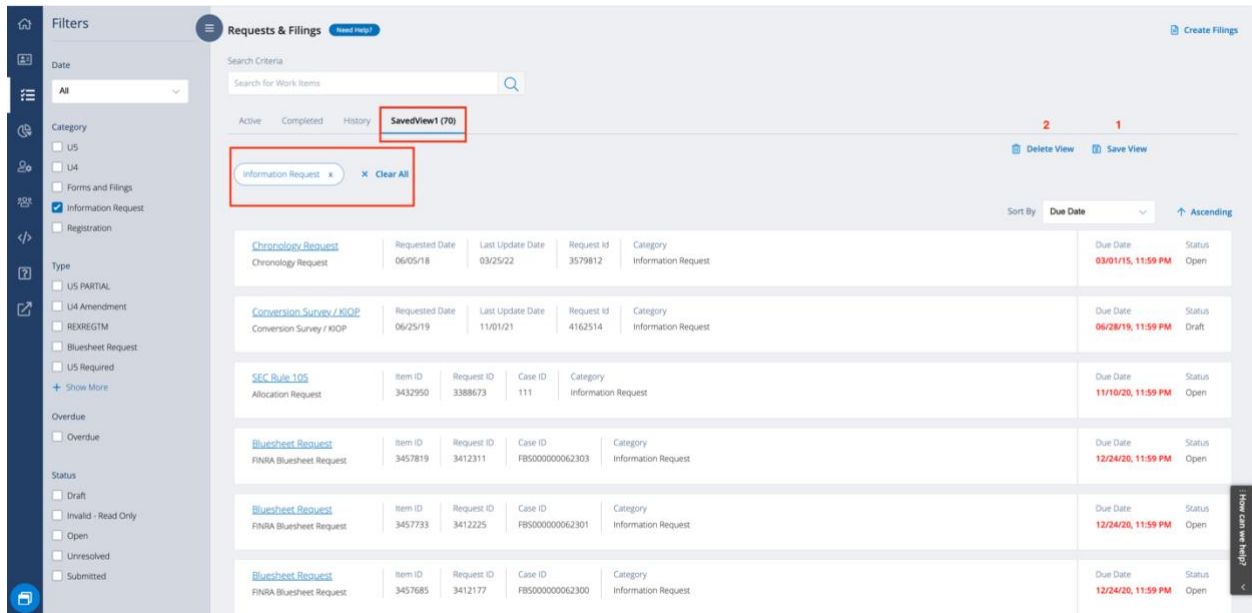 Filters
Date
All
Category
U5
U4
Forms and Filings
Information Request
Registration
Type
U5 PARTIAL
U4 Amendment
REXREGTM
Bluesheet Request
U5 Required
+ Show More
Overdue
Overdue
Status
Draft
Invalid - Read Only
Open
Unresolved
Submitted
Requests & Filings Need Help?
Create Filings
Search Criteria
Search for Work Items
Active Completed History SavedView1 (70)
2 1
Delete View Save View
Information Request x × Clear All
Sort By Due Date ↑ Ascending
Chronology Request Requested Date Last Update Date Request Id Category Due Date Status
Chronology Request 06/05/18 03/25/22 3579812 Information Request 03/01/15, 11:59 PM Open
Conversion Survey / KIOP Requested Date Last Update Date Request Id Category Due Date Status
Conversion Survey / KIOP 06/25/19 11/01/21 4162514 Information Request 06/28/19, 11:59 PM Draft
SEC Rule 105 Item ID Request ID Case ID Category Due Date Status
Allocation Request 3432950 3388673 111 Information Request 11/10/20, 11:59 PM Open
Bluesheet Request Item ID Request ID Case ID Category Due Date Status
FINRA Bluesheet Request 3457819 3412311 FBS000000062303 Information Request 12/24/20, 11:59 PM Open
Bluesheet Request Item ID Request ID Case ID Category Due Date Status
FINRA Bluesheet Request 3457733 3412225 FBS000000062301 Information Request 12/24/20, 11:59 PM Open
Bluesheet Request Item ID Request ID Case ID Category Due Date Status
FINRA Bluesheet Request 3457685 3412177 FBS000000062300 Information Request 12/24/20, 11:59 PM Open
How can we help?